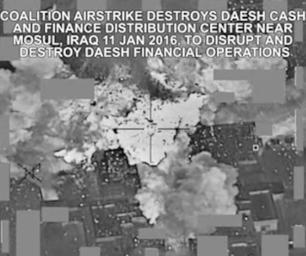 COALITION AIRSTRIKE DESTROYS DAESH CASH
AND FINANCE DISTRIBUTION CENTER NEAR
MOSUL, IRAQ 11 JAN 2016, TO DISRUPT AND
DESTROY DAESH FINANCIAL OPERATIONS